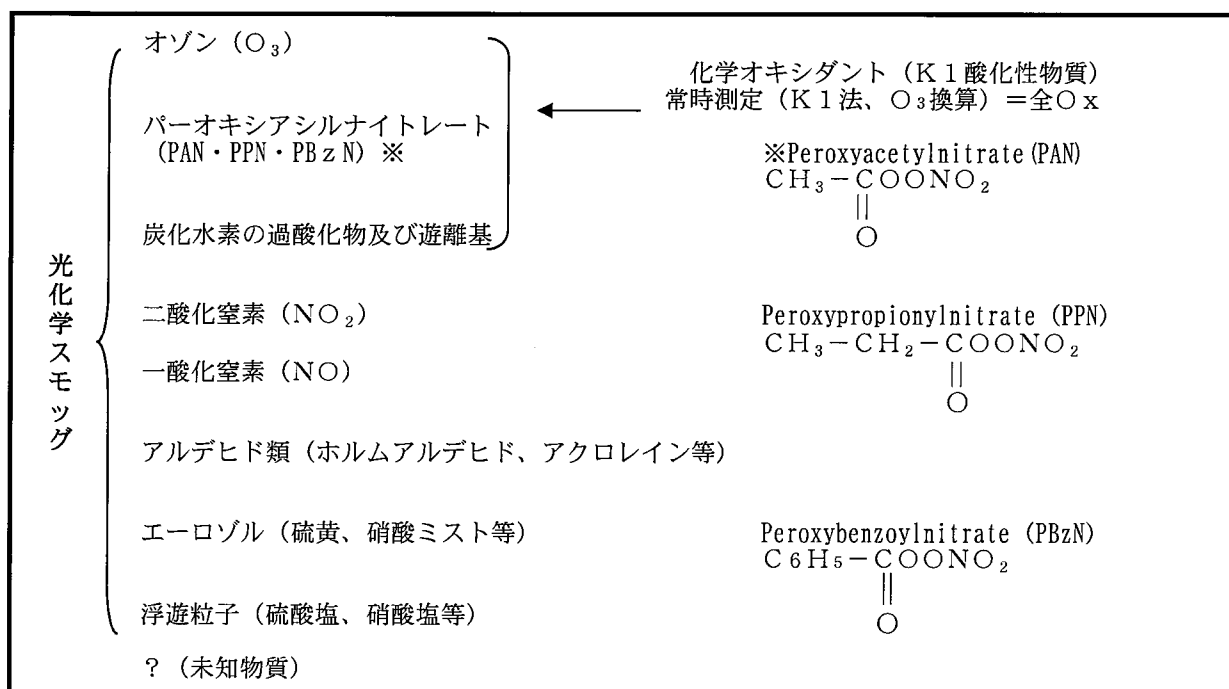 光化学スモッグ
オゾン（O₃）
パーオキシアシルナイトレート
（PAN・PPN・PBzN）※
炭化水素の過酸化物及び遊離基
二酸化窒素（NO₂）
一酸化窒素（NO）
アルデヒド類（ホルムアルデヒド、アクロレイン等）
エーロゾル（硫黄、硝酸ミスト等）
浮遊粒子（硫酸塩、硝酸塩等）
？（未知物質）
化学オキシダント（K1酸化性物質）
常時測定（K1法、O₃換算）＝全Ox
※Peroxyacetylnitrate(PAN)
CH₃－COONO₂
||
O
Peroxypropionylnitrate (PPN)
CH₃－CH₂－COONO₂
||
O
Peroxybenzoylnitrate (PBzN)
C6H₅－COONO₂
||
O